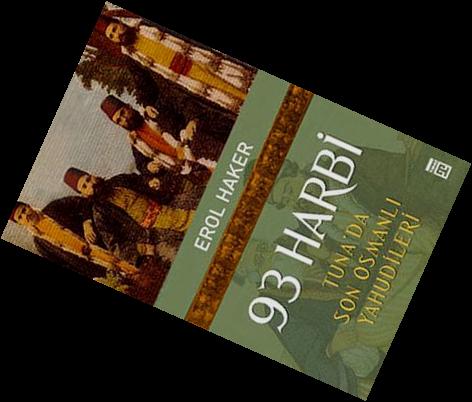 EROL HAKER
93 HARBİ
TUNA'DA
SON OSMANLI
YAHUDİLERİ